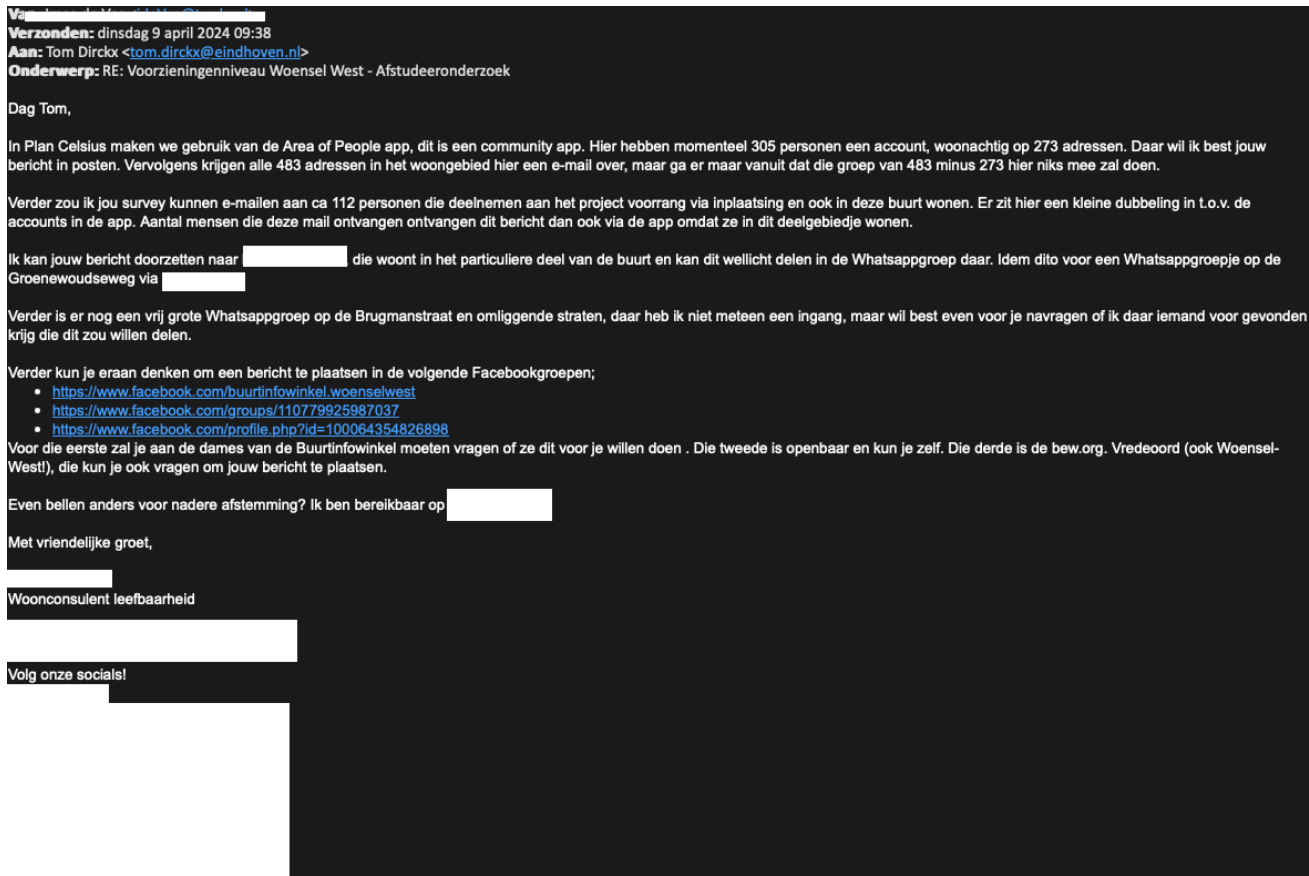 Van:
Verzonden: dinsdag 9 april 2024 09:38
Aan: Tom Dirckx <tom.dirckx@eindhoven.nl>
Onderwerp: RE: Voorzieningenniveau Woensel West - Afstudeeronderzoek
Dag Tom,
In Plan Celsius maken we gebruik van de Area of People app, dit is een community app. Hier hebben momenteel 305 personen een account, woonachtig op 273 adressen. Daar wil ik best jouw
bericht in posten. Vervolgens krijgen alle 483 adressen in het woongebied hier een e-mail over, maar ga er maar vanuit dat die groep van 483 minus 273 hier niks mee zal doen.
Verder zou ik jou survey kunnen e-mailen aan ca 112 personen die deelnemen aan het project voorrang via inplaatsing en ook in deze buurt wonen. Er zit hier een kleine dubbeling in t.o.v. de
accounts in de app. Aantal mensen die deze mail ontvangen ontvangen dit bericht dan ook via de app omdat ze in dit deelgebiedje wonen.
Ik kan jouw bericht doorzetten naar , die woont in het particuliere deel van de buurt en kan dit wellicht delen in de Whatsappgroep daar. Idem dito voor een Whatsappgroepje op de
Groenewoudseweg via
Verder is er nog een vrij grote Whatsappgroep op de Brugmanstraat en omliggende straten, daar heb ik niet meteen een ingang, maar wil best even voor je navragen of ik daar iemand voor gevonden
krijg die dit zou willen delen.
Verder kun je eraan denken om een bericht te plaatsen in de volgende Facebookgroepen;
• https://www.facebook.com/buurtinfowinkel.woenselwest
• https://www.facebook.com/groups/110779925987037
• https://www.facebook.com/profile.php?id=100064354826898
Voor die eerste zal je aan de dames van de Buurtinfowinkel moeten vragen of ze dit voor je willen doen . Die tweede is openbaar en kun je zelf. Die derde is de bew.org. Vredeoord (ook Woensel-
West!), die kun je ook vragen om jouw bericht te plaatsen.
Even bellen anders voor nadere afstemming? Ik ben bereikbaar op
Met vriendelijke groet,
Woonconsulent leefbaarheid
Volg onze socials!